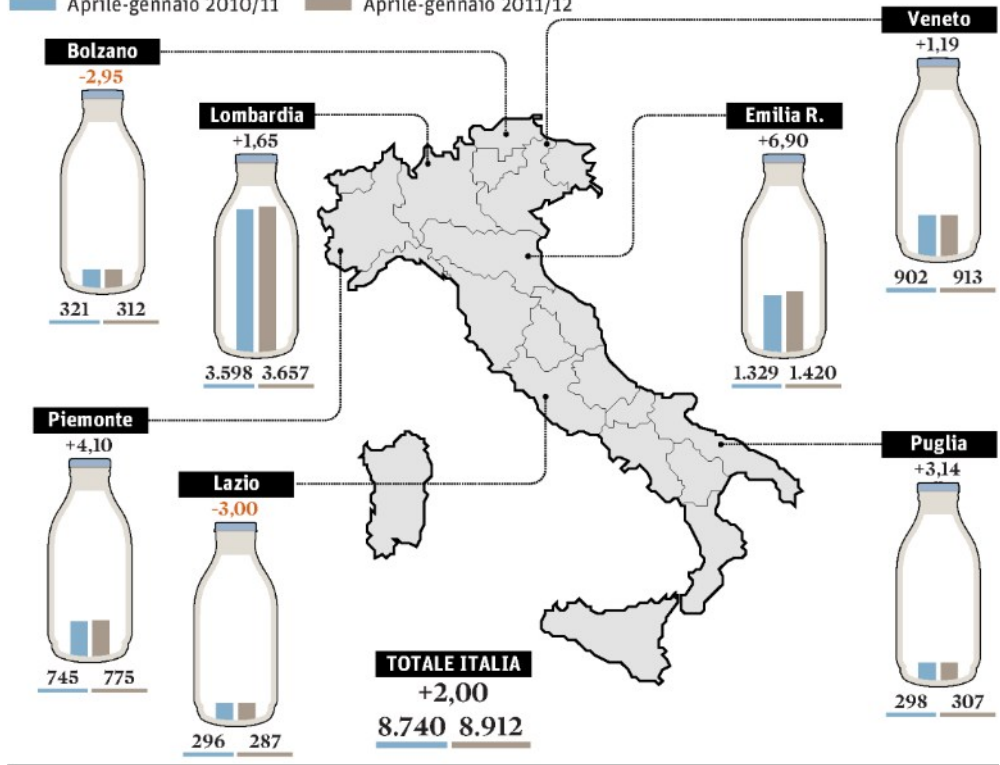 Aprile-gennaio 2010/11
Aprile-gennaio 2011/12
Veneto
+1,19
902 913
Bolzano
-2,95
321 312
Lombardia
+1,65
3.598 3.657
Emilia R.
+6,90
1.329 1.420
Piemonte
+4,10
745 775
Lazio
-3,00
296 287
Puglia
+3,14
298 307
TOTALE ITALIA
+2,00
8.740 8.912